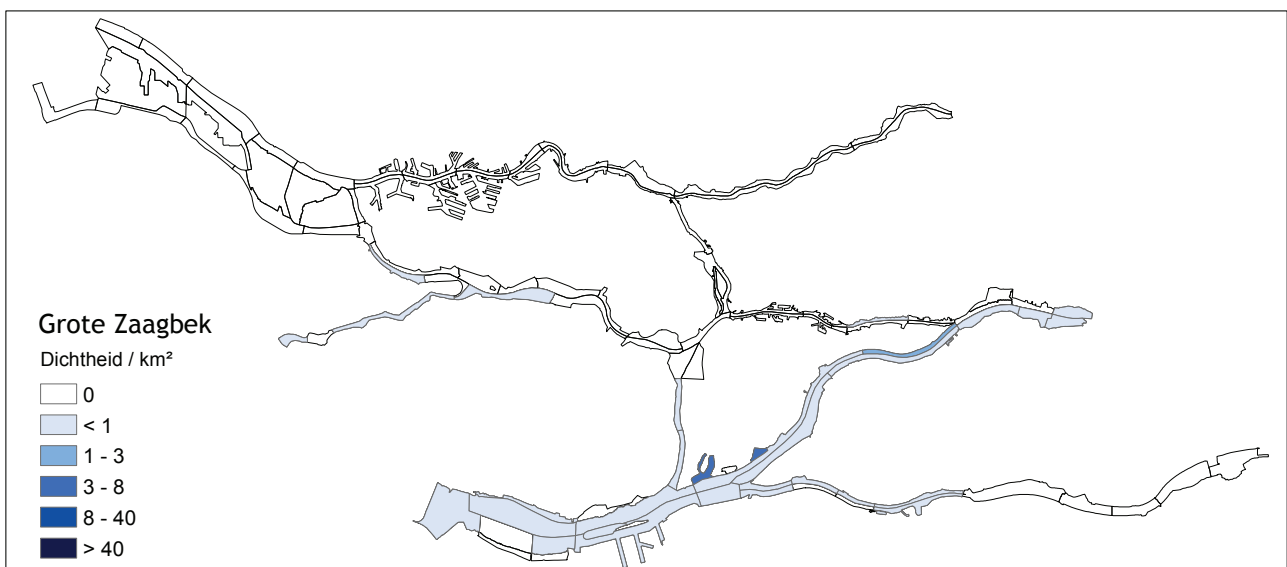 Grote Zaagbek
Dichtheid / km²
0
< 1
1 - 3
3 - 8
8 - 40
> 40